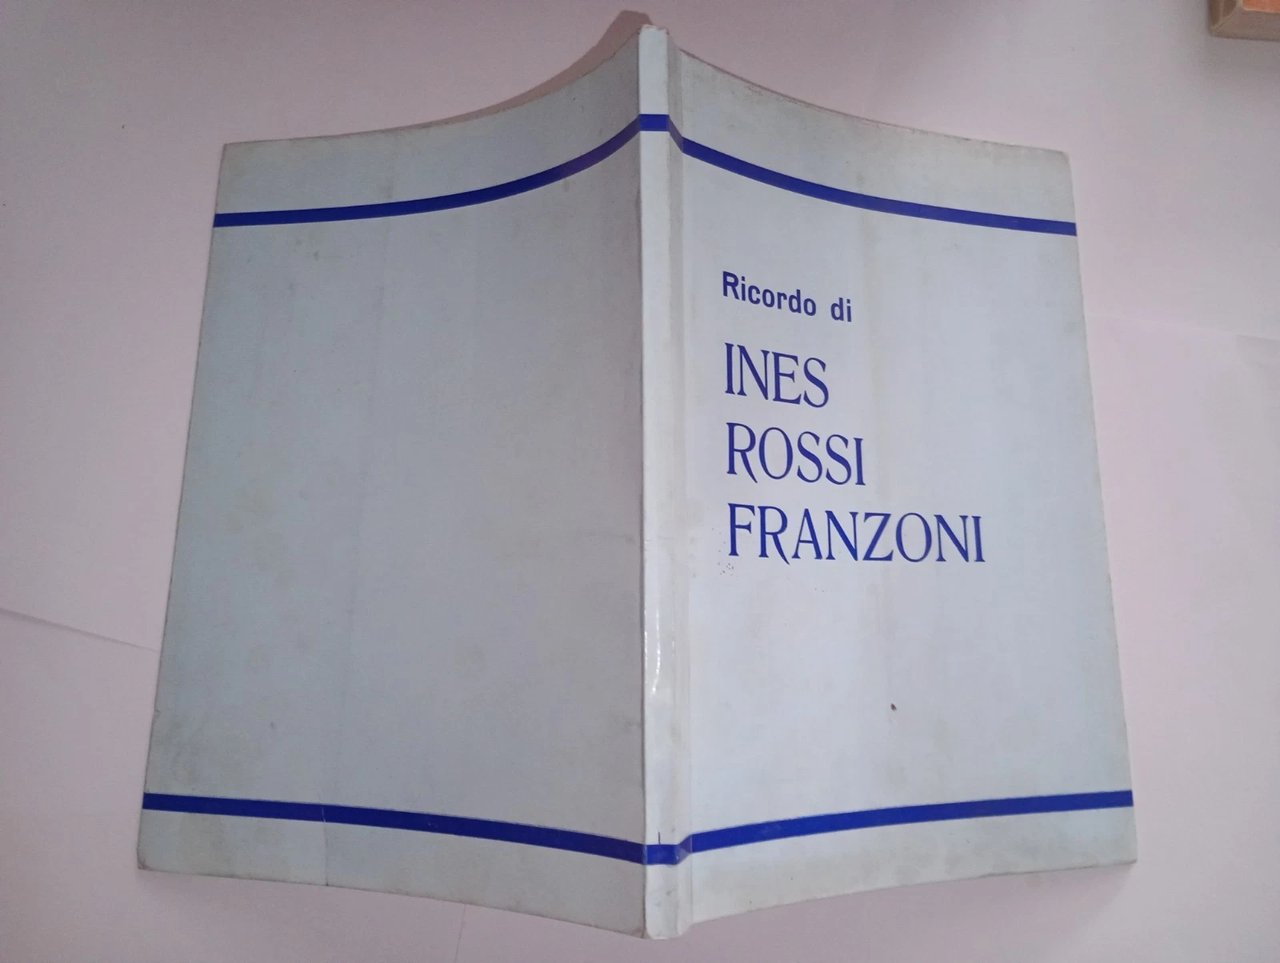 Ricordo di
INES
ROSSI
FRANZONI